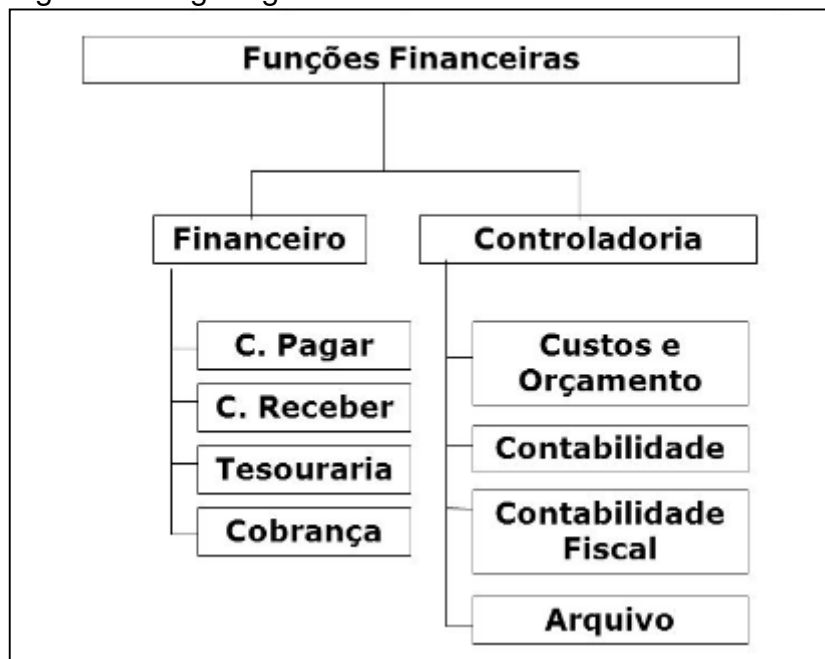 Funções Financeiras
Financeiro
Controladoria
C. Pagar
C. Receber
Tesouraria
Cobrança
Custos e
Orçamento
Contabilidade
Contabilidade
Fiscal
Arquivo